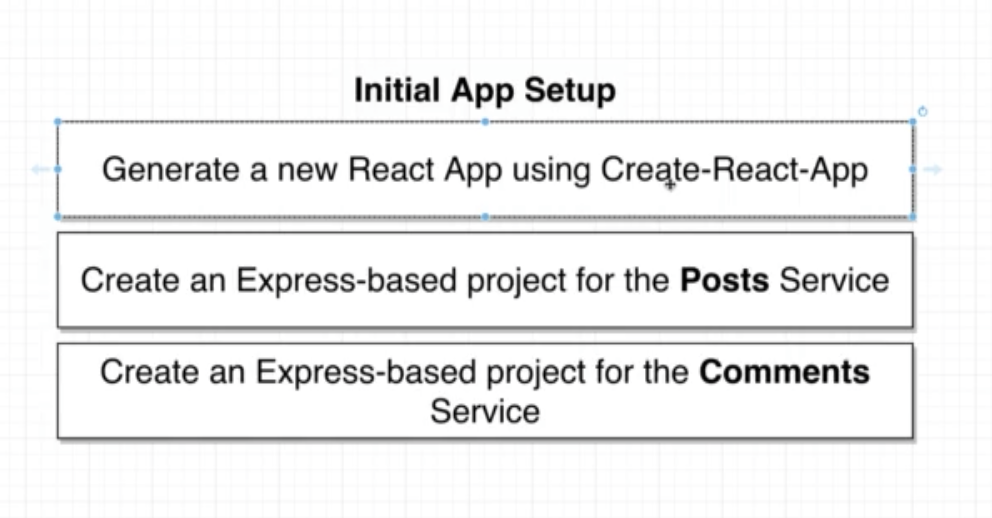 Initial App Setup
Generate a new React App using Create-React-App
Create an Express-based project for the Posts Service
Create an Express-based project for the Comments
Service